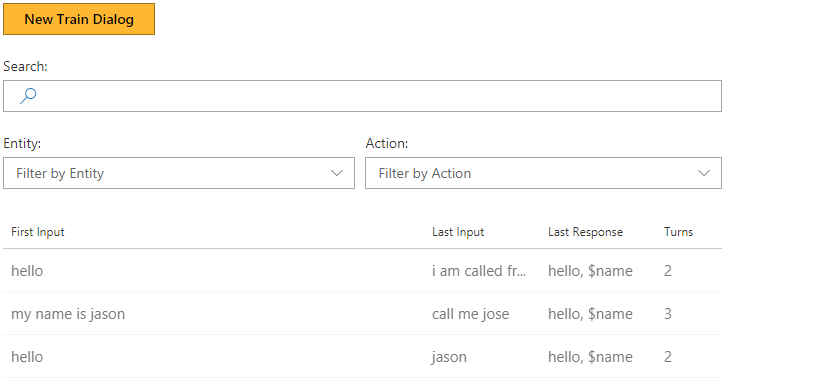 New Train Dialog
Search:
Entity: Action:
Filter by Entity Filter by Action
First Input Last Input Last Response Turns
hello i am called fr... hello, $name 2
my name is jason call me jose hello, $name 3
hello jason hello, $name 2